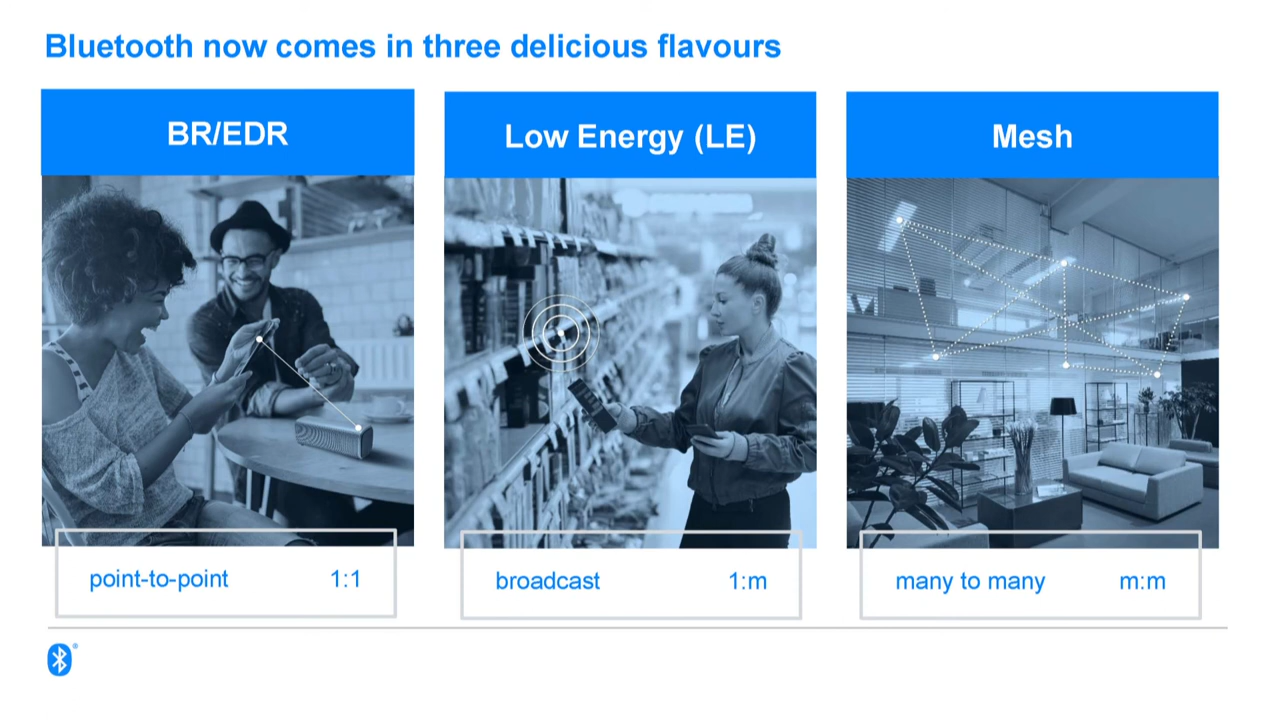 Bluetooth now comes in three delicious flavours
BR/EDR
Low Energy (LE)
Mesh
point-to-point 1:1
broadcast 1:m
many to many m:m
®